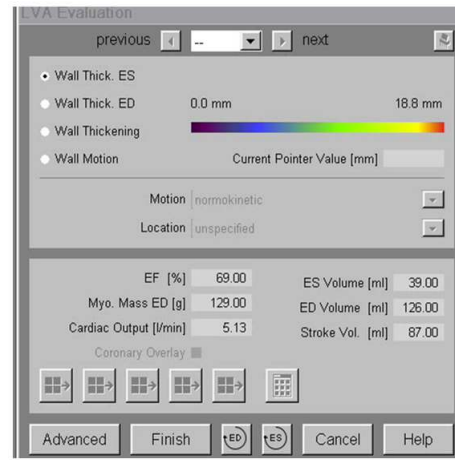 LVA Evaluation
previous -- next
Wall Thick. ES
Wall Thick. ED 0.0 mm 18.8 mm
Wall Thickening
Wall Motion Current Pointer Value [mm]
Motion normokinetic
Location unspecified
EF [%] 69.00 ES Volume [ml] 39.00
Myo. Mass ED [g] 129.00 ED Volume [ml] 126.00
Cardiac Output [l/min] 5.13 Stroke Vol. [ml] 87.00
Coronary Overlay
Advanced Finish ED ES Cancel Help